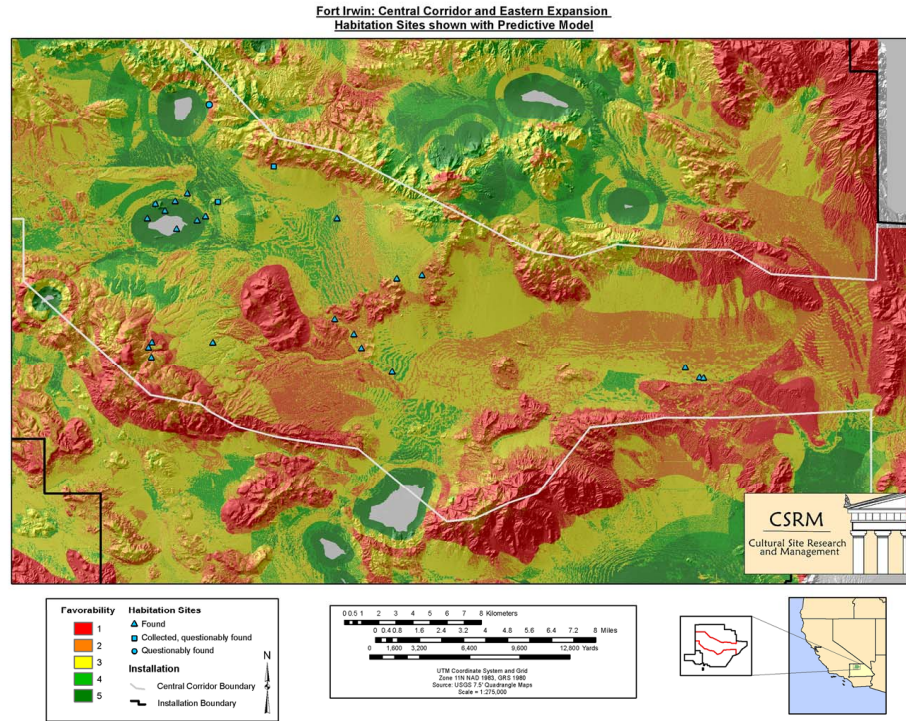 Fort Irwin: Central Corridor and Eastern Expansion
Habitation Sites shown with Predictive Model
CSRM
Cultural Site Research
and Management
Favorability
1
2
3
4
5
Habitation Sites
Found
Collected, questionably found
Questionably found
Installation
Central Corridor Boundary
Installation Boundary
N
0 0.5 1 2 3 4 5 6 7 8 Kilometers
0 0.4 0.8 1.6 2.4 3.2 4 4.8 5.6 6.4 7.2 8 Miles
0 1,600 3,200 6,400 9,600 12,800 Yards
UTM Coordinate System and Grid
Zone 11N NAD 1983, GRS 1980
Source: USGS 7.5' Quadrangle Maps
Scale = 1:275,000